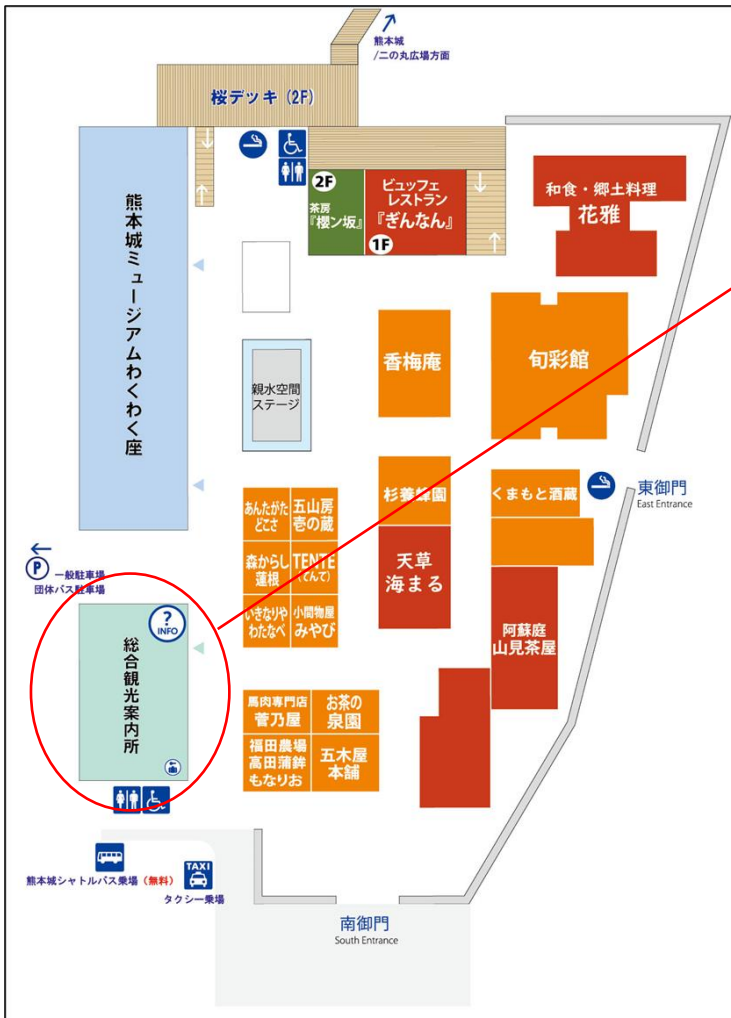 熊本城
/二の丸広場方面
桜デッキ（2F）
2F
茶房
『櫻ン坂』
ビュッフェ
レストラン
『ぎんなん』
1F
和食・郷土料理
花雅
熊本城ミュージアムわくわく座
親水空間
ステージ
香梅庵
旬彩館
杉養蜂園
くまもと酒蔵
東御門
East Entrance
あんたがた
どこさ
五山房
壱の蔵
森からし
蓮根
TENTE
(てんて)
いきなりや
わたなべ
小間物屋
みやび
天草
海まる
阿蘇庭
山見茶屋
P
一般駐車場
団体バス駐車場
?
INFO
総合観光案内所
馬肉専門店
菅乃屋
お茶の
泉園
福田農場
高田蒲鉾
もなりお
五木屋
本舗
熊本城シャトルバス乗場（無料）
TAXI
タクシー乗場
南御門
South Entrance